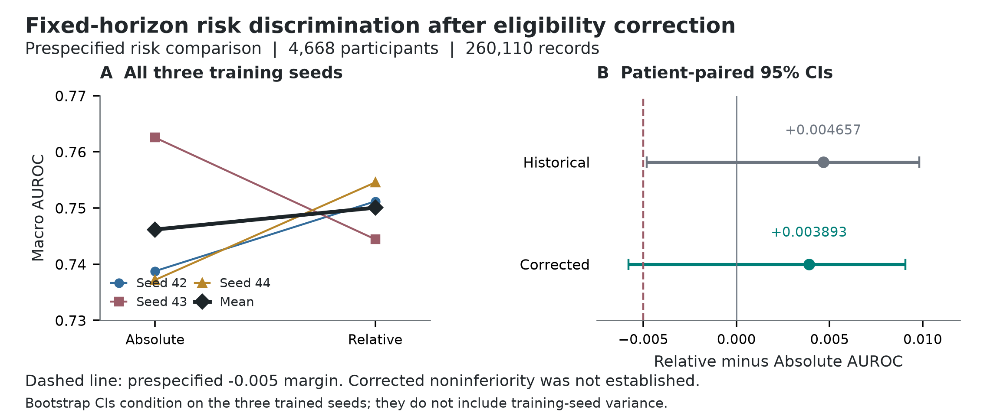 Fixed-horizon risk discrimination after eligibility correction
Prespecified risk comparison | 4,668 participants | 260,110 records
A All three training seeds
0.77
0.76
0.75
0.74
0.73
Macro AUROC
Seed 42
Seed 44
Seed 43
Mean
Absolute
Relative
B Patient-paired 95% CIs
+0.004657
Historical
+0.003893
Corrected
−0.005
0.000
0.005
0.010
Relative minus Absolute AUROC
Dashed line: prespecified -0.005 margin. Corrected noninferiority was not established.
Bootstrap CIs condition on the three trained seeds; they do not include training-seed variance.